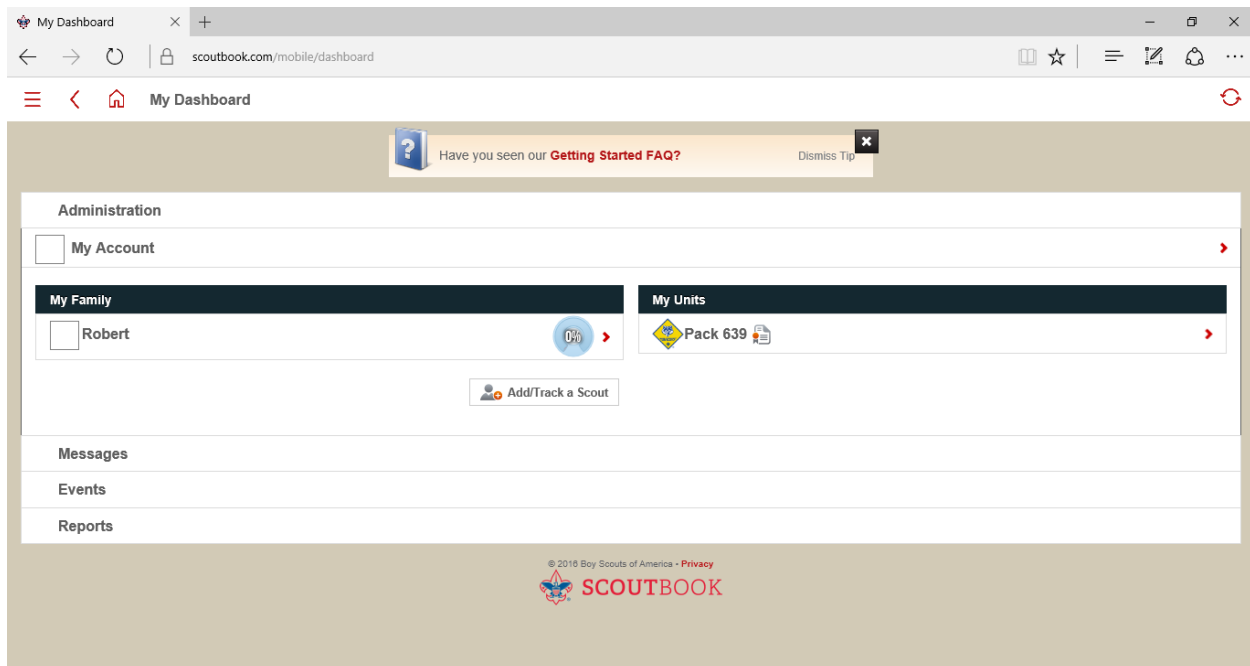 My Dashboard
scoutbook.com/mobile/dashboard
My Dashboard
Have you seen our Getting Started FAQ? Dismiss Tip
Administration
My Account
My Family
Robert 0%
Add/Track a Scout
My Units
Pack 639
Messages
Events
Reports
© 2016 Boy Scouts of America - Privacy
SCOUTBOOK